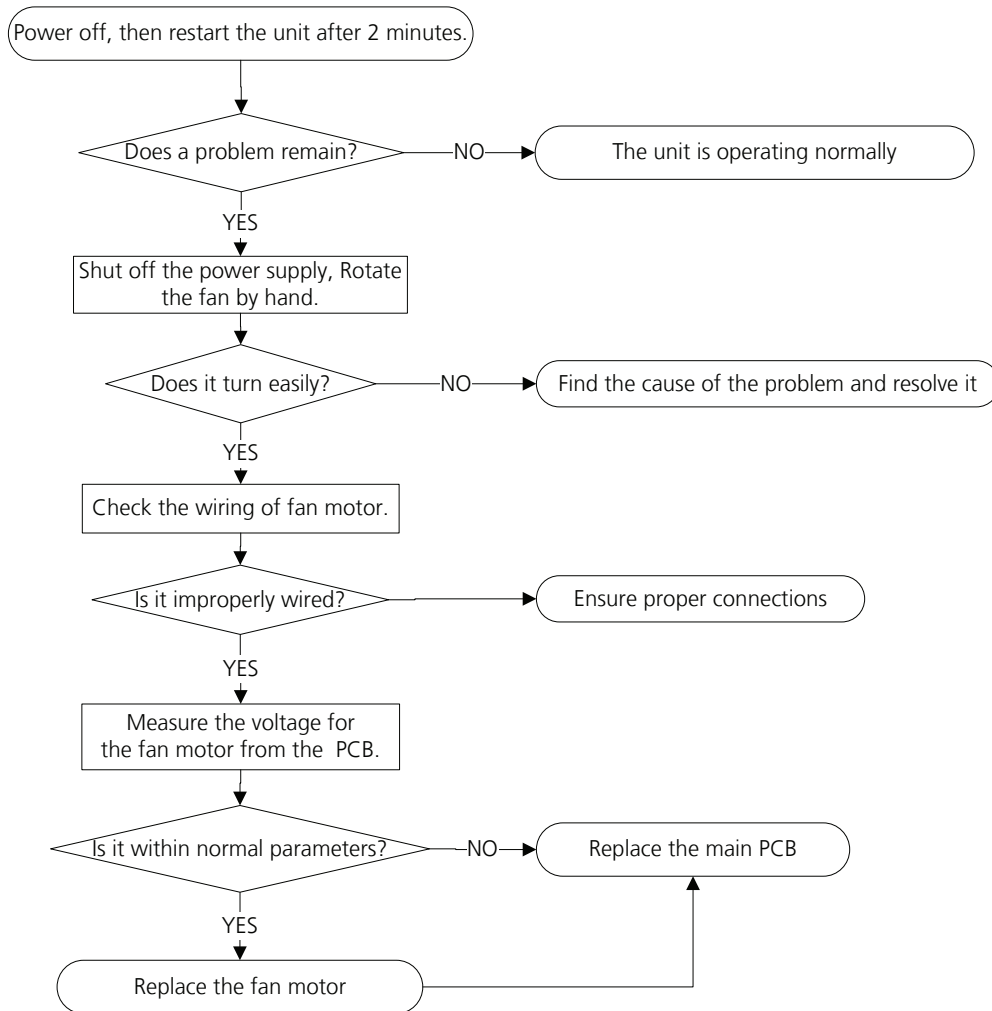 Power off, then restart the unit after 2 minutes.
Does a problem remain?
NO
The unit is operating normally
YES
Shut off the power supply, Rotate
the fan by hand.
Does it turn easily?
NO
Find the cause of the problem and resolve it
YES
Check the wiring of fan motor.
Is it improperly wired?
Ensure proper connections
YES
Measure the voltage for
the fan motor from the PCB.
Is it within normal parameters?
NO
Replace the main PCB
YES
Replace the fan motor